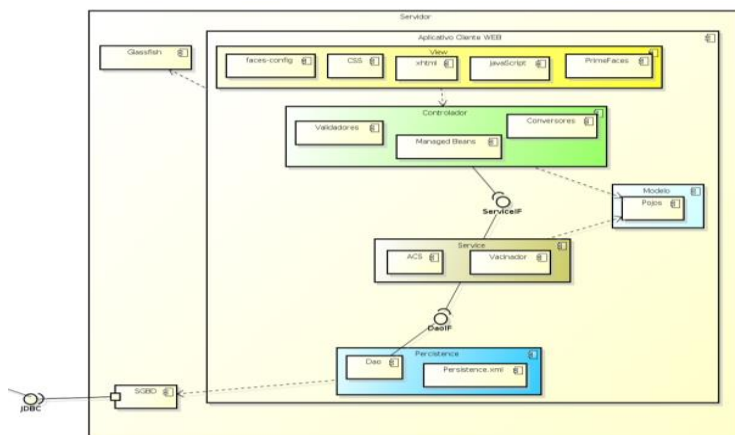 Servidor
Aplicativo Cliente WEB
Glassfish
View
faces-config
CSS
xhtml
JavaScript
PrimeFaces
Controlador
Validadores
Managed Beans
Conversores
Modelo
Pojos
ServiceIF
Service
ACS
Vacinador
DaoIF
Percistence
Dao
Persistence.xml
SGBD
JDBC